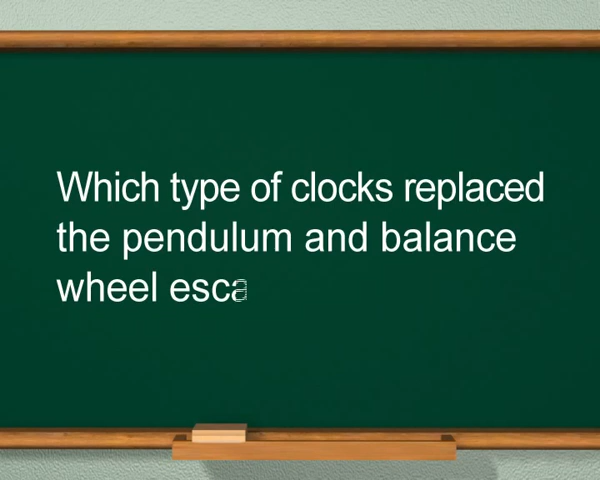 Which type of clocks replaced
the pendulum and balance
wheel esca